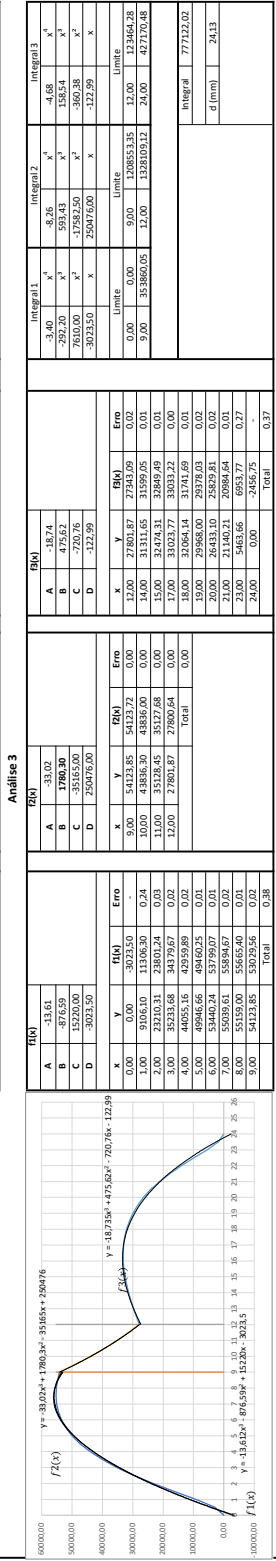 Análise 3
y = -33,02x³ + 1780,3x² - 35165x + 250476
y = -18,735x³ + 475,62x² - 720,76x - 122,99
y = -13,612x³ - 876,59x² + 15220x - 3023,5
f2(x)
f3(x)
f1(x)
60000,00
50000,00
40000,00
30000,00
20000,00
10000,00
0,00
-10000,00
0 1 2 3 4 5 6 7 8 9 10 11 12 13 14 15 16 17 18 19 20 21 22 23 24 25 26
f1(x)
A -13,61
B -876,59
C 15220,00
D -3023,50
x y f1(x) Erro
0,00 0,00 -3023,50 -
1,00 9106,10 11306,30 0,24
2,00 23210,31 23801,24 0,03
3,00 35233,68 34379,67 0,02
4,00 44055,16 42959,89 0,02
5,00 49946,66 49460,25 0,01
6,00 53440,24 53799,07 0,01
7,00 55039,61 55894,67 0,02
8,00 55159,00 55665,40 0,01
9,00 54123,85 53029,56 0,02
Total 0,38
f2(x)
A -33,02
B 1780,30
C -35165,00
D 250476,00
x y f2(x) Erro
9,00 54123,85 54123,72 0,00
10,00 43836,30 43836,00 0,00
11,00 35128,45 35127,68 0,00
12,00 27801,87 27800,64 0,00
Total 0,00
f3(x)
A -18,74
B 475,62
C -720,76
D -122,99
x y f3(x) Erro
12,00 27801,87 27343,09 0,02
14,00 31311,65 31599,05 0,01
15,00 32474,31 32849,49 0,01
17,00 33023,77 33033,22 0,00
18,00 32064,14 31741,69 0,01
19,00 29968,00 29378,03 0,02
20,00 26433,10 25829,81 0,02
21,00 21140,21 20984,64 0,01
23,00 5463,66 6953,77 0,27
24,00 0,00 -2456,75 -
Total 0,37
Integral 1
-3,40 x⁴
-292,20 x³
7610,00 x²
-3023,50 x
Limite
0,00 0,00
9,00 353860,05
Integral 2
-8,26 x⁴
593,43 x³
-17582,50 x²
250476,00 x
Limite
9,00 1208553,35
12,00 1328109,12
Integral 3
-4,68 x⁴
158,54 x³
-360,38 x²
-122,99 x
Limite
12,00 123464,28
24,00 427170,48
Integral 777122,02
d (mm) 24,13